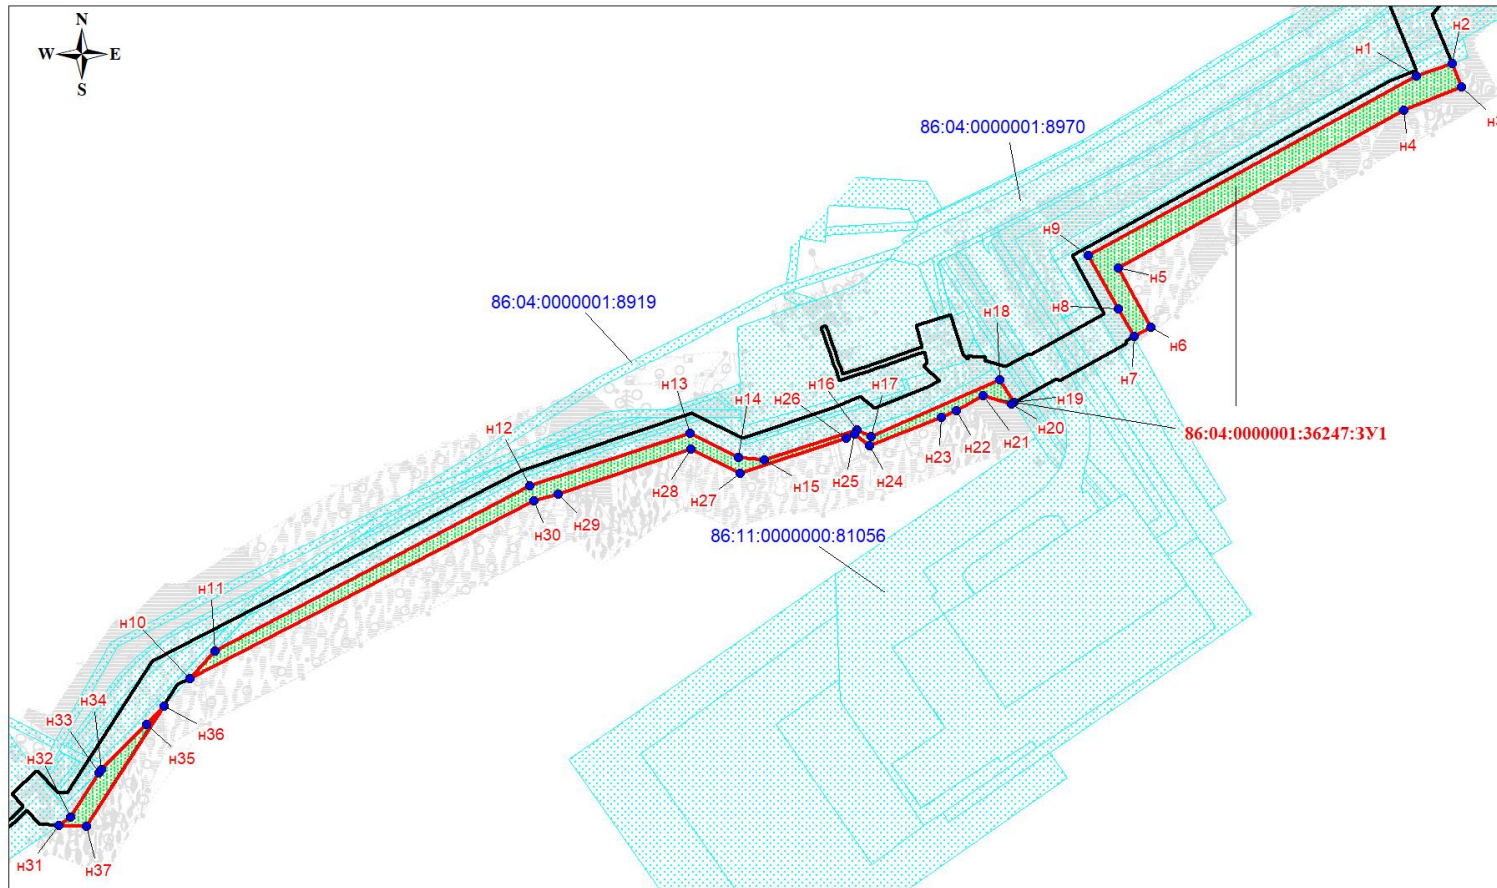 N
W E
S
н1
н2
н3
н4
86:04:0000001:8970
н9
н5
н8
н6
н7
86:04:0000001:8919
н18
н16
н17
н26
н13
н14
н12
н19
н20
н21
н22
н23
86:04:0000001:36247:ЗУ1
н25
н24
н15
н28
н27
н29
н30
86:11:0000000:81056
н11
н10
н34
н33
н32
н36
н35
н31
н37